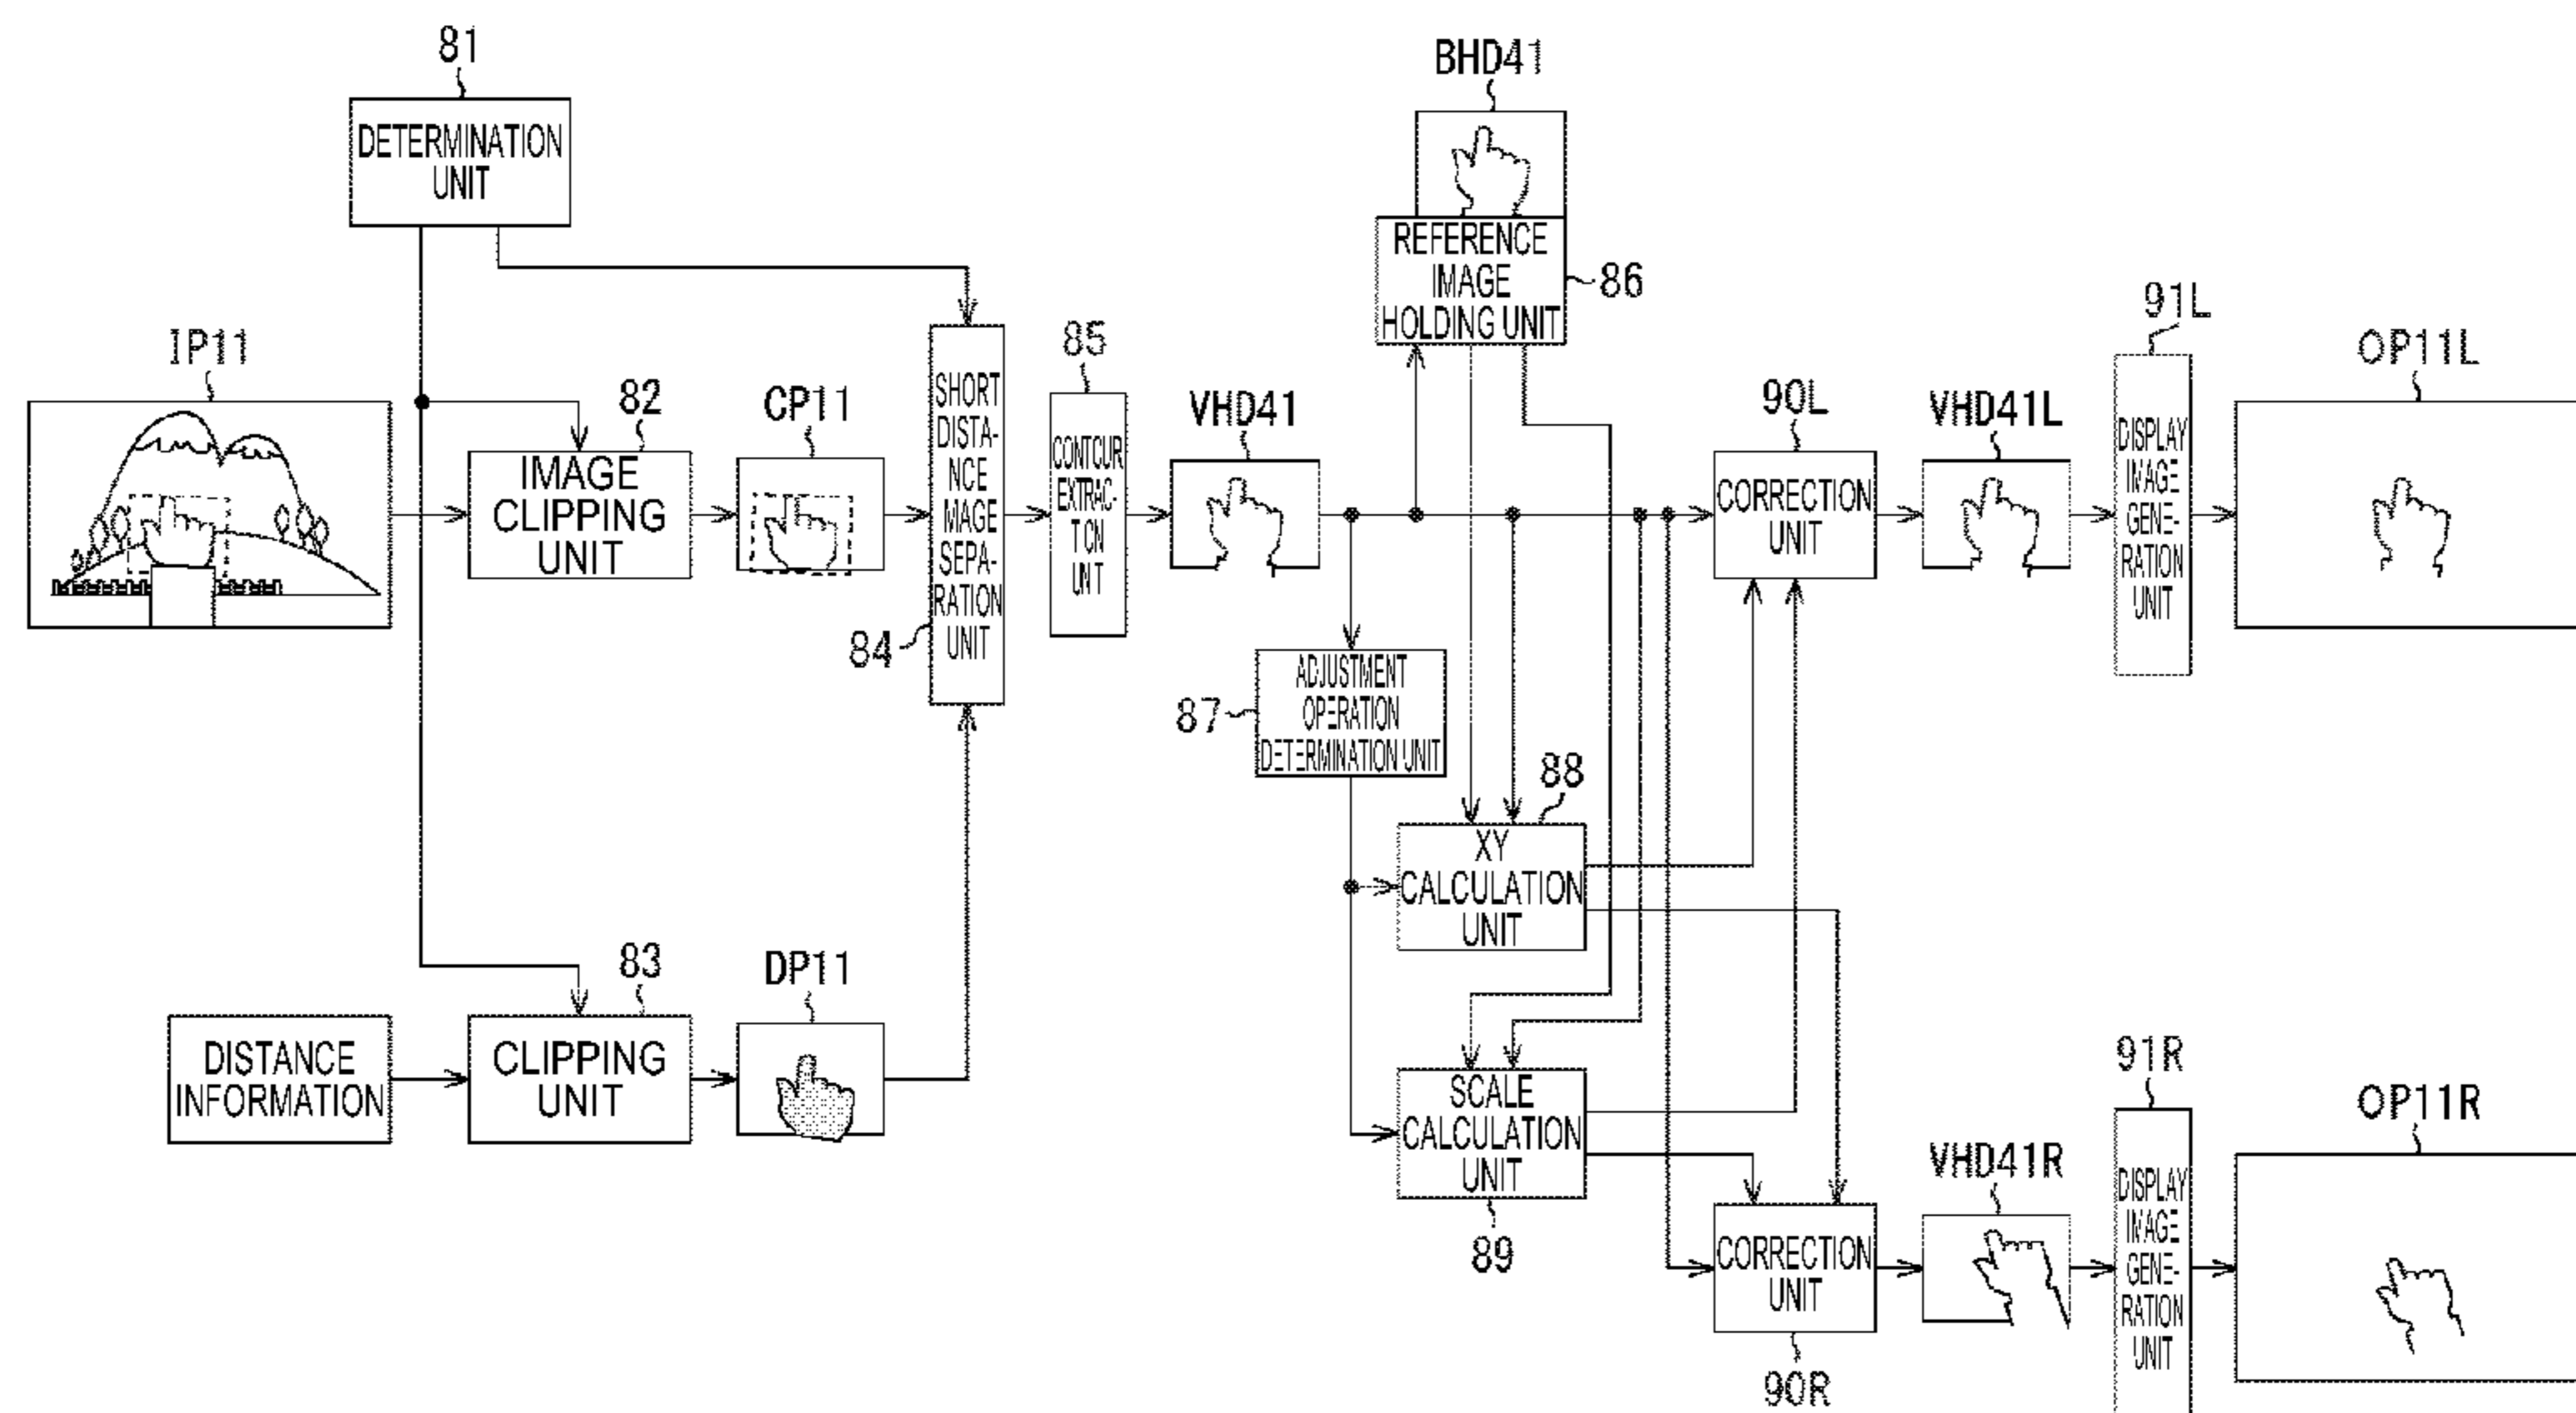 81
DETERMINATION
UNIT
IP11
82
IMAGE
CLIPPING
UNIT
CP11
SHORT
DISTA-
NCE
IMAGE
SEPA-
RATION
UNIT
84
85
CONTOUR
EXTRAC-
TION
UNIT
VHD41
BHD41
REFERENCE
IMAGE
HOLDING UNIT
86
87
ADJUSTMENT
OPERATION
DETERMINATION UNIT
88
XY
CALCULATION
UNIT
SCALE
CALCULATION
UNIT
89
90L
CORRECTION
UNIT
VHD41L
91L
DISPLAY
IMAGE
GENE-
RATION
UNIT
OP11L
DISTANCE
INFORMATION
83
CLIPPING
UNIT
DP11
CORRECTION
UNIT
90R
VHD41R
91R
DISPLAY
IMAGE
GENE-
RATION
UNIT
OP11R